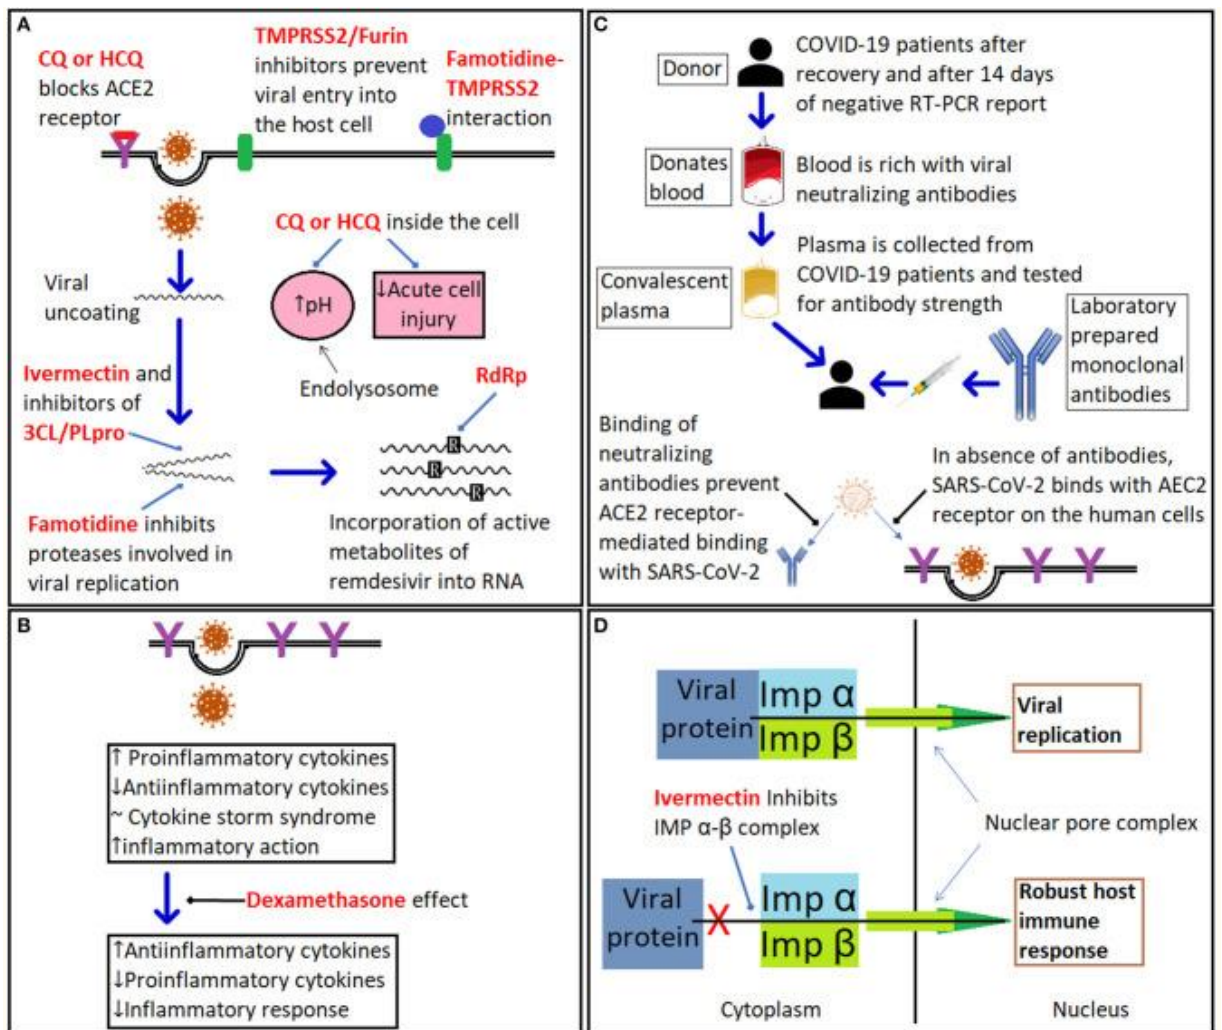 A
CQ or HCQ
blocks ACE2
receptor
TMPRSS2/Furin
inhibitors prevent
viral entry into
the host cell
Famotidine-
TMPRSS2
interaction
CQ or HCQ inside the cell
↑pH
↓Acute cell
injury
Endolysosome
Viral
uncoating
Ivermectin and
inhibitors of
3CL/PLpro
RdRp
R
R
R
Famotidine inhibits
proteases involved in
viral replication
Incorporation of active
metabolites of
remdesivir into RNA
B
↑ Proinflammatory cytokines
↓Antiinflammatory cytokines
~ Cytokine storm syndrome
↑inflammatory action
Dexamethasone effect
↑Antiinflammatory cytokines
↓Proinflammatory cytokines
↓Inflammatory response
C
Donor
COVID-19 patients after
recovery and after 14 days
of negative RT-PCR report
Donates
blood
Blood is rich with viral
neutralizing antibodies
Convalescent
plasma
Plasma is collected from
COVID-19 patients and tested
for antibody strength
Laboratory
prepared
monoclonal
antibodies
Binding of
neutralizing
antibodies prevent
ACE2 receptor-
mediated binding
with SARS-CoV-2
In absence of antibodies,
SARS-CoV-2 binds with AEC2
receptor on the human cells
D
Viral
protein
Imp α
Imp β
Viral
replication
Ivermectin Inhibits
IMP α-β complex
Nuclear pore complex
Viral
protein
X
Imp α
Imp β
Robust host
immune
response
Cytoplasm
Nucleus